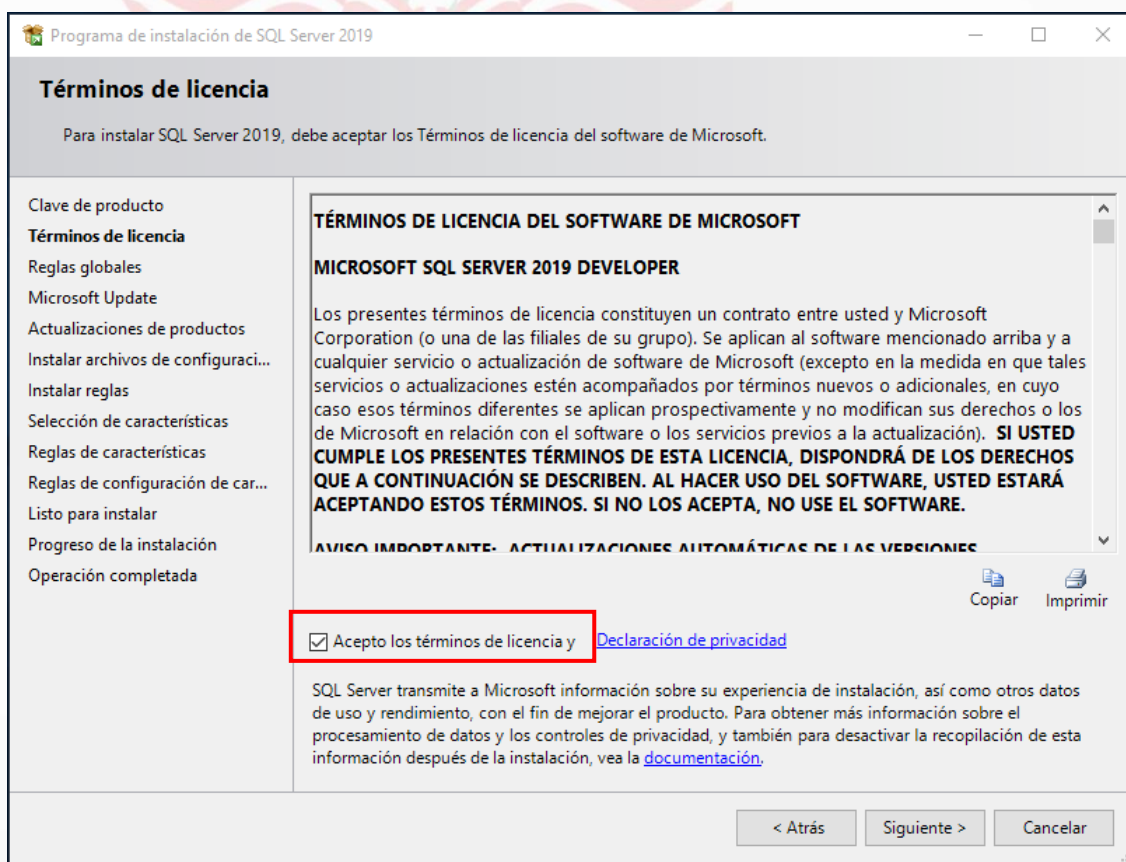 Programa de instalación de SQL Server 2019
Términos de licencia
Para instalar SQL Server 2019, debe aceptar los Términos de licencia del software de Microsoft.
Clave de producto
Términos de licencia
Reglas globales
Microsoft Update
Actualizaciones de productos
Instalar archivos de configuraci...
Instalar reglas
Selección de características
Reglas de características
Reglas de configuración de car...
Listo para instalar
Progreso de la instalación
Operación completada
TÉRMINOS DE LICENCIA DEL SOFTWARE DE MICROSOFT
MICROSOFT SQL SERVER 2019 DEVELOPER
Los presentes términos de licencia constituyen un contrato entre usted y Microsoft
Corporation (o una de las filiales de su grupo). Se aplican al software mencionado arriba y a
cualquier servicio o actualización de software de Microsoft (excepto en la medida en que tales
servicios o actualizaciones estén acompañados por términos nuevos o adicionales, en cuyo
caso esos términos diferentes se aplican prospectivamente y no modifican sus derechos o los
de Microsoft en relación con el software o los servicios previos a la actualización). SI USTED
CUMPLE LOS PRESENTES TÉRMINOS DE ESTA LICENCIA, DISPONDRÁ DE LOS DERECHOS
QUE A CONTINUACIÓN SE DESCRIBEN. AL HACER USO DEL SOFTWARE, USTED ESTARÁ
ACEPTANDO ESTOS TÉRMINOS. SI NO LOS ACEPTA, NO USE EL SOFTWARE.
AVISO IMPORTANTE: ACTUALIZACIONES AUTOMÁTICAS DE LAS VERSIONES
Copiar Imprimir
Acepto los términos de licencia y Declaración de privacidad
SQL Server transmite a Microsoft información sobre su experiencia de instalación, así como otros datos
de uso y rendimiento, con el fin de mejorar el producto. Para obtener más información sobre el
procesamiento de datos y los controles de privacidad, y también para desactivar la recopilación de esta
información después de la instalación, vea la documentación.
< Atrás Siguiente > Cancelar